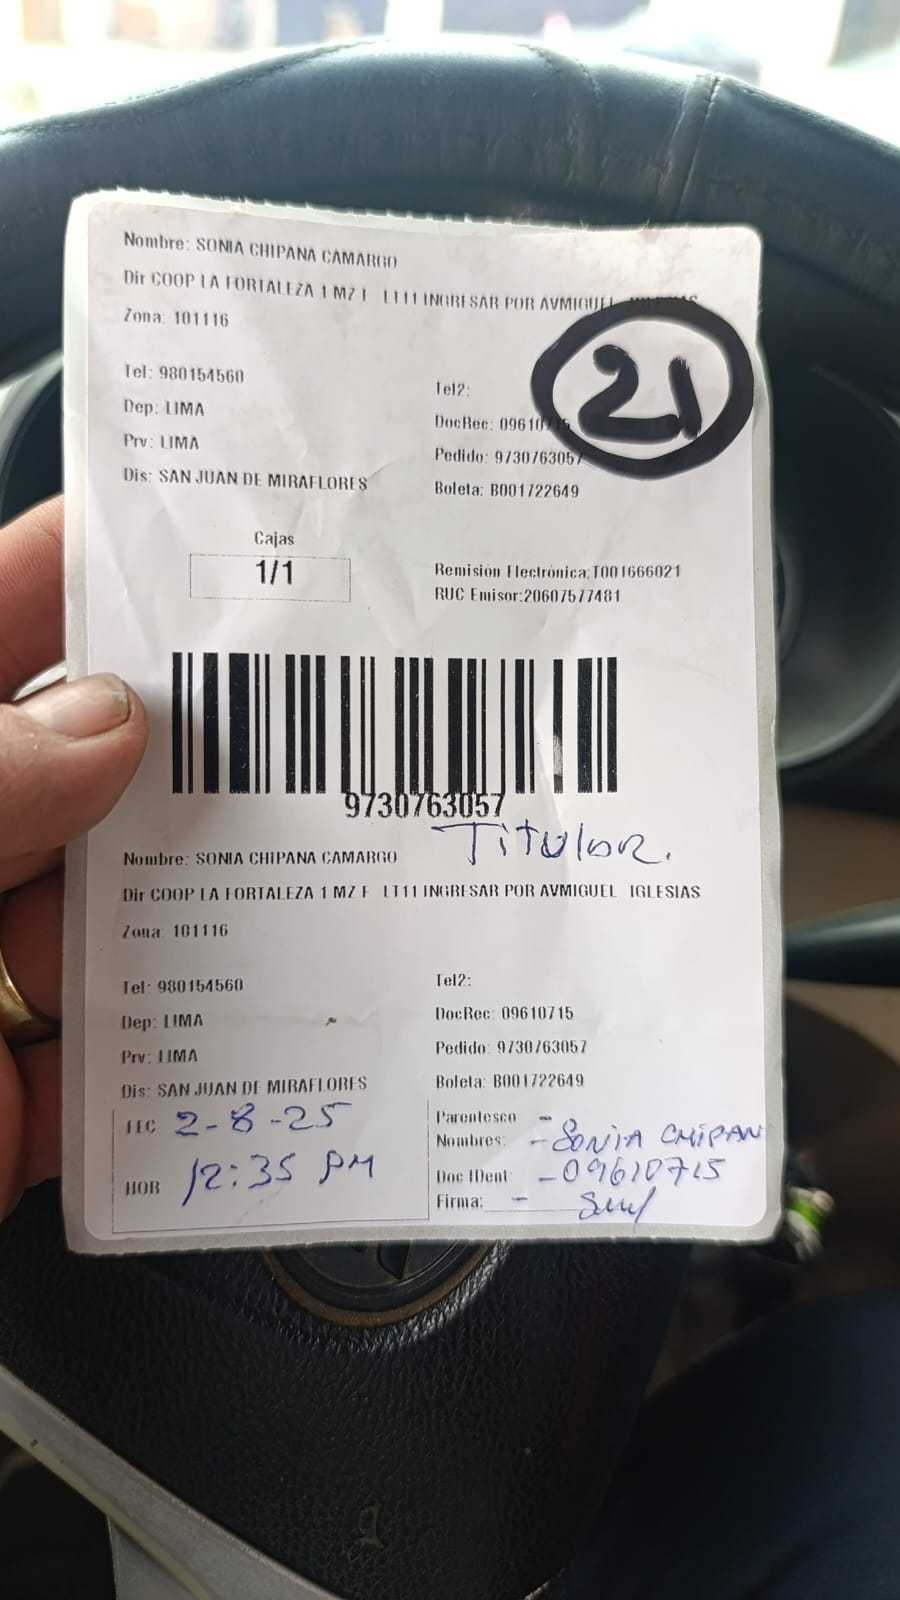 Nombre: SONIA CHIPANA CAMARGO
Dir COOP LA FORTALEZA 1 MZ F LT11 INGRESAR POR AVMIGUEL IGLESIAS
Zona: 101116
21
Tel: 980154560
Tel2:
Dep: LIMA
DocRec: 09610715
Prv: LIMA
Pedido: 9730763057
Dis: SAN JUAN DE MIRAFLORES
Boleta: B001722649
Cajas
1/1
Remisión Electrónica:T001666021
RUC Emisor:20607577481
9730763057
Titular.
Nombre: SONIA CHIPANA CAMARGO
Dir COOP LA FORTALEZA 1 MZ F LT11 INGRESAR POR AVMIGUEL IGLESIAS
Zona: 101116
Tel: 980154560
Tel2:
Dep: LIMA
DocRec: 09610715
Prv: LIMA
Pedido: 9730763057
Dis: SAN JUAN DE MIRAFLORES
Boleta: B001722649
FEC 2-8-25
Parentesco -
Nombres: - SONIA CHIPAN
HOR 12:35 PM
Doc IDent -09610715
Firma: -